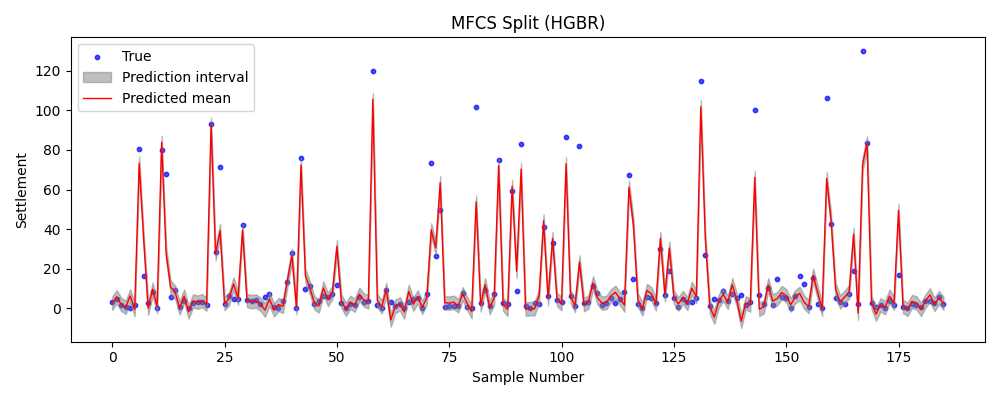 MFCS Split (HGBR)
True
Prediction interval
Predicted mean
Settlement
120
100
80
60
40
20
0
0 25 50 75 100 125 150 175
Sample Number